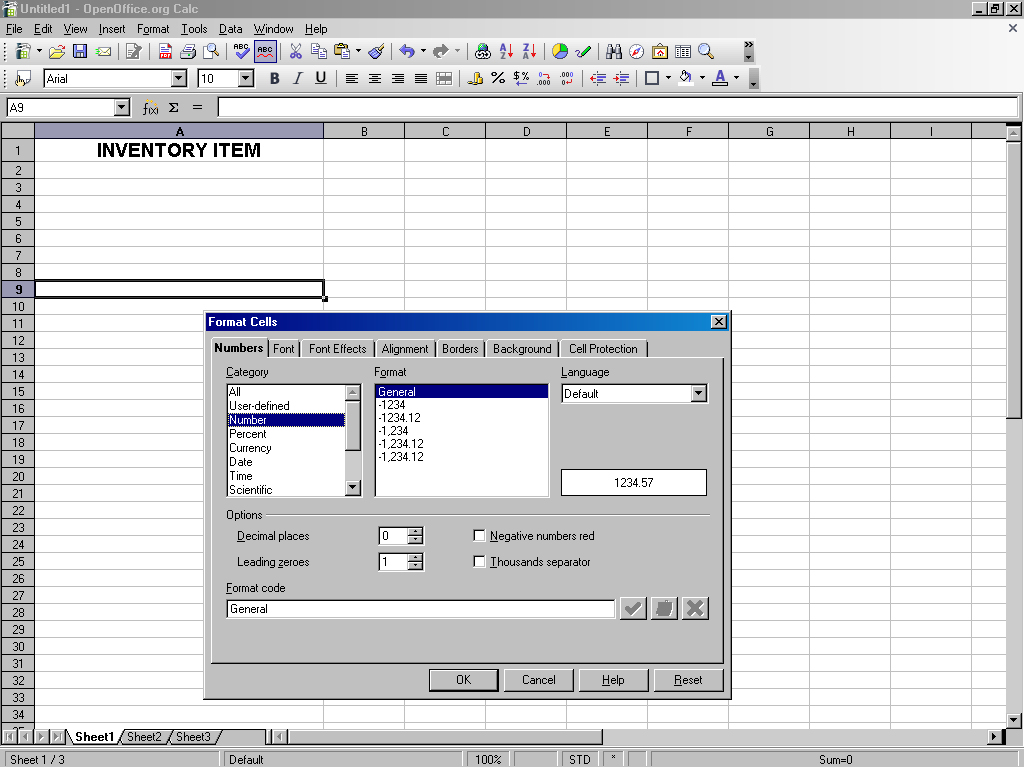 Untitled1 - OpenOffice.org Calc
File Edit View Insert Format Tools Data Window Help
ABC ABC
Arial 10 B I U
A9 f(x) Σ =
A B C D E F G H I
1 INVENTORY ITEM
2
3
4
5
6
7
8
9
10
11
12
13
14
15
16
17
18
19
20
21
22
23
24
25
26
27
28
29
30
31
32
33
34
Format Cells
Numbers Font Font Effects Alignment Borders Background Cell Protection
Category Format Language
All General Default
User-defined -1234
Number -1234.12
Percent -1,234
Currency -1,234.12
Date -1,234.12
Time
Scientific
1234.57
Options
Decimal places 0 Negative numbers red
Leading zeroes 1 Thousands separator
Format code
General
OK Cancel Help Reset
Sheet1 Sheet2 Sheet3
Sheet 1 / 3 Default 100% STD * Sum=0